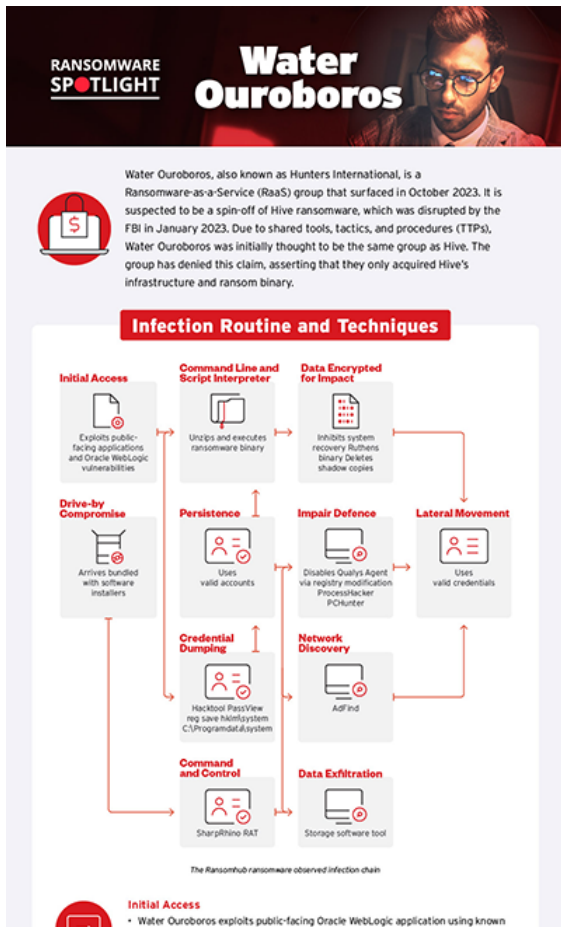 RANSOMWARE
SPOTLIGHT
Water
Ouroboros
Water Ouroboros, also known as Hunters International, is a
Ransomware-as-a-Service (RaaS) group that surfaced in October 2023. It is
suspected to be a spin-off of Hive ransomware, which was disrupted by the
FBI in January 2023. Due to shared tools, tactics, and procedures (TTPs),
Water Ouroboros was initially thought to be the same group as Hive. The
group has denied this claim, asserting that they only acquired Hive's
infrastructure and ransom binary.
$
Infection Routine and Techniques
Initial Access
Exploits public-
facing applications
and Oracle WebLogic
vulnerabilities
Command Line and
Script Interpreter
Unzips and executes
ransomware binary
Data Encrypted
for Impact
Inhibits system
recovery Ruthens
binary Deletes
shadow copies
Drive-by
Compromise
Arrives bundled
with software
installers
Persistence
Uses
valid accounts
Impair Defence
Disables Qualys Agent
via registry modification
ProcessHacker
PCHunter
Lateral Movement
Uses
valid credentials
Credential
Dumping
Hacktool PassView
reg save hklm\system
C:\Programdata\system
Network
Discovery
AdFind
Command
and Control
SharpRhino RAT
Data Exfiltration
Storage software tool
The Ransomhub ransomware observed infection chain
Initial Access
• Water Ouroboros exploits public-facing Oracle WebLogic application using known